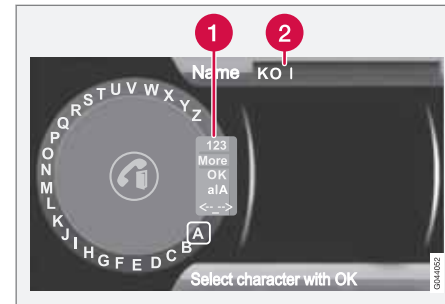 1
2
Name KO I
A B C D E F G H I J K L M N O P Q R S T U V W X Y Z
123
More
OK
a|A
<-_-->
Select character with OK
G044052